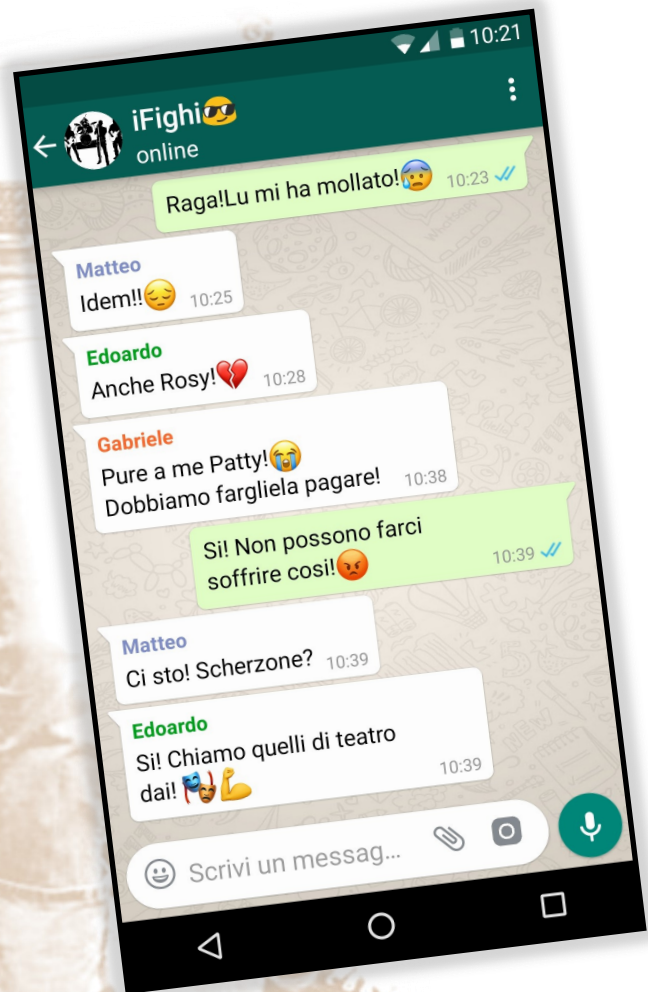 10:21
iFighi😎
online
Raga!Lu mi ha mollato!😰 10:23
Matteo
Idem!!😔 10:25
Edoardo
Anche Rosy!💔 10:28
Gabriele
Pure a me Patty!😭
Dobbiamo fargliela pagare! 10:38
Si! Non possono farci
soffrire cosi!😡 10:39
Matteo
Ci sto! Scherzone? 10:39
Edoardo
Si! Chiamo quelli di teatro
dai! 🎭💪 10:39
Scrivi un messag...